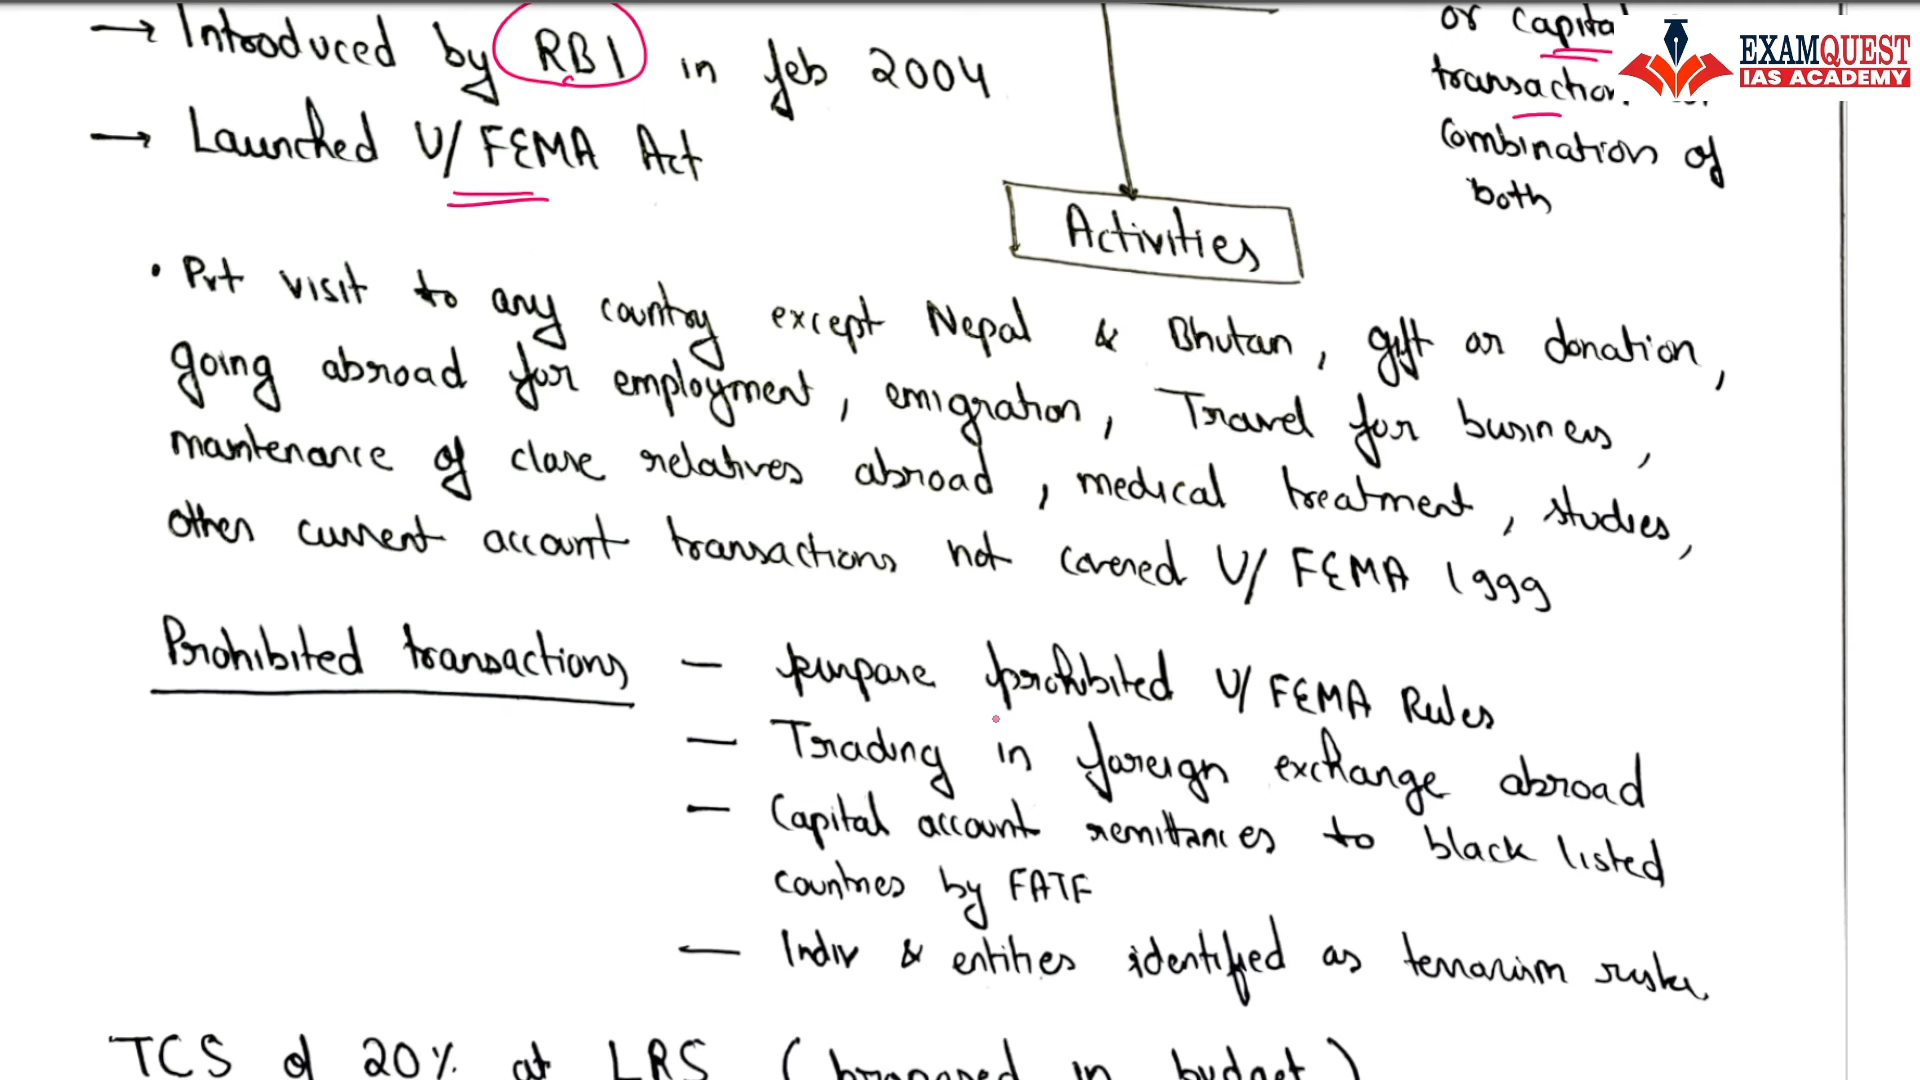 → Introduced by RBI in feb 2004
→ Launched U/ FEMA Act
or capita
transaction
Combination of
both
EXAMQUEST
IAS ACADEMY
Activities
• Pvt visit to any country except Nepal & Bhutan, gift or donation,
going abroad for employment, emigration, Travel for business,
maintenance of close relatives abroad, medical treatment, studies,
other current account transactions not covered U/ FEMA 1999
Prohibited transactions - purpose prohibited U/ FEMA Rules
- Trading in foreign exchange abroad
- Capital account remittances to black listed
countries by FATF
- Indiv & entities identified as terrorism risks.
TCS of 20% at LRS (proposed in budget)